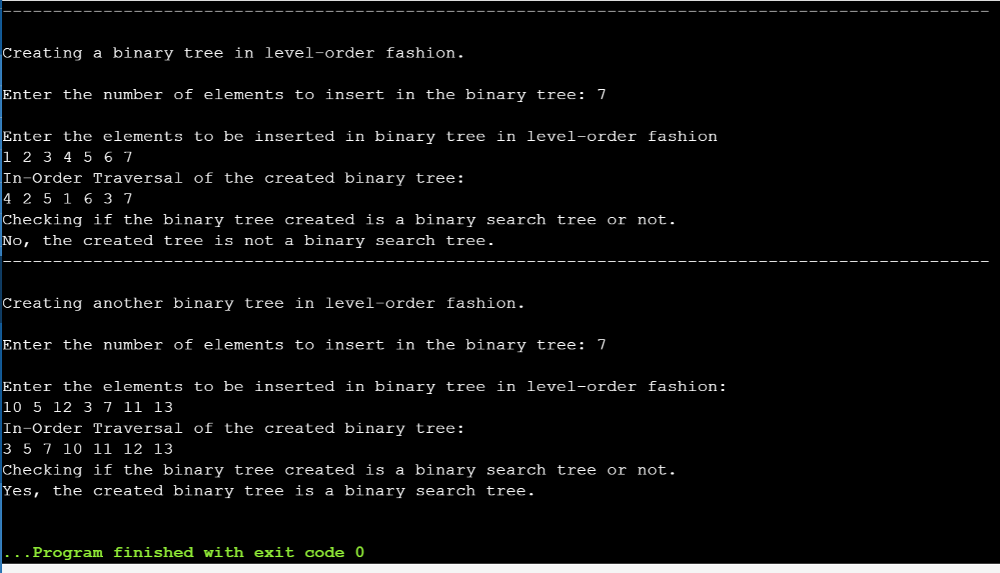 --------------------------------------------------------------------------------------------------
Creating a binary tree in level-order fashion.
Enter the number of elements to insert in the binary tree: 7
Enter the elements to be inserted in binary tree in level-order fashion
1 2 3 4 5 6 7
In-Order Traversal of the created binary tree:
4 2 5 1 6 3 7
Checking if the binary tree created is a binary search tree or not.
No, the created tree is not a binary search tree.
--------------------------------------------------------------------------------------------------
Creating another binary tree in level-order fashion.
Enter the number of elements to insert in the binary tree: 7
Enter the elements to be inserted in binary tree in level-order fashion:
10 5 12 3 7 11 13
In-Order Traversal of the created binary tree:
3 5 7 10 11 12 13
Checking if the binary tree created is a binary search tree or not.
Yes, the created binary tree is a binary search tree.
...Program finished with exit code 0